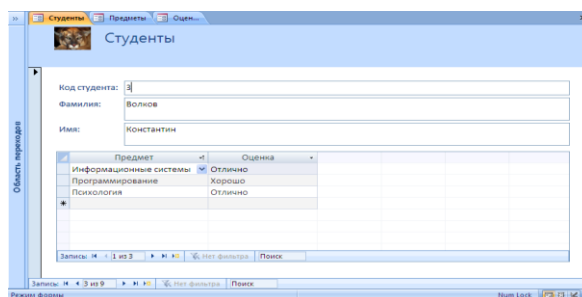 Студенты Предметы Оцен...
Студенты
Код студента: 3
Фамилия: Волков
Имя: Константин
Предмет Оценка
Информационные системы Отлично
Программирование Хорошо
Психология Отлично
Запись: 1 из 3 Нет фильтра Поиск
Запись: 3 из 9 Нет фильтра Поиск
Область переходов
Режим формы Num Lock